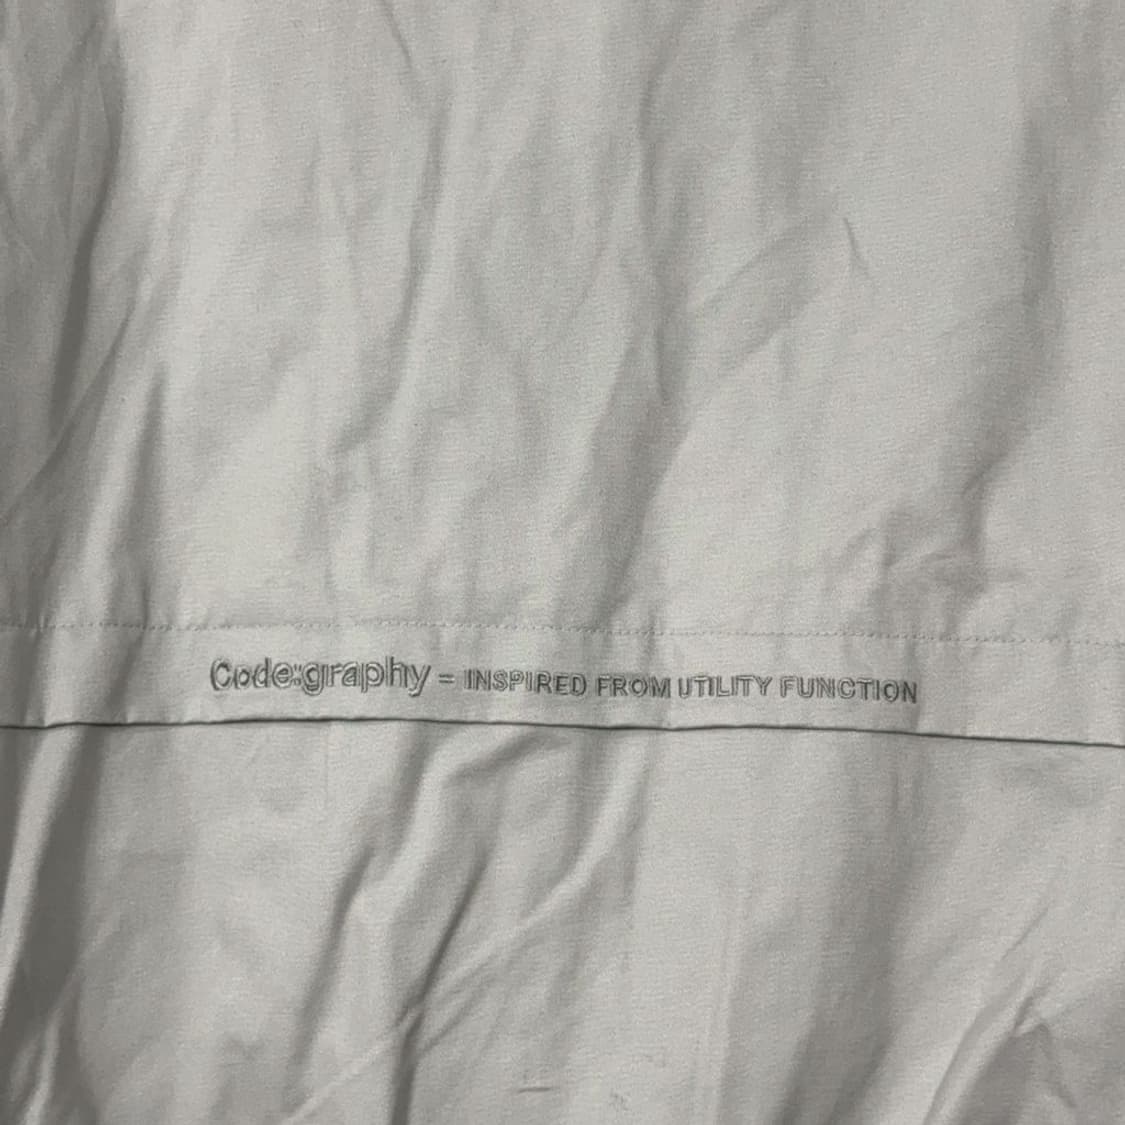 Code:graphy = INSPIRED FROM UTILITY FUNCTION